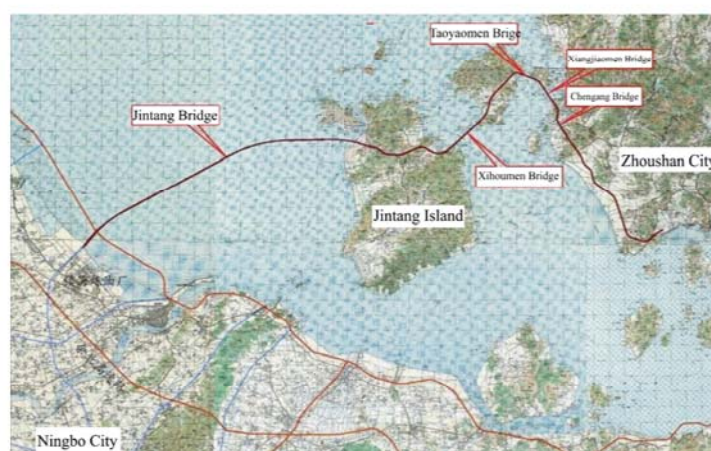 Taoyaomen Brige
Xiangjiaomen Bridge
Jintang Bridge
Chengang Bridge
Zhoushan City
Xihoumen Bridge
Jintang Island
Ningbo City